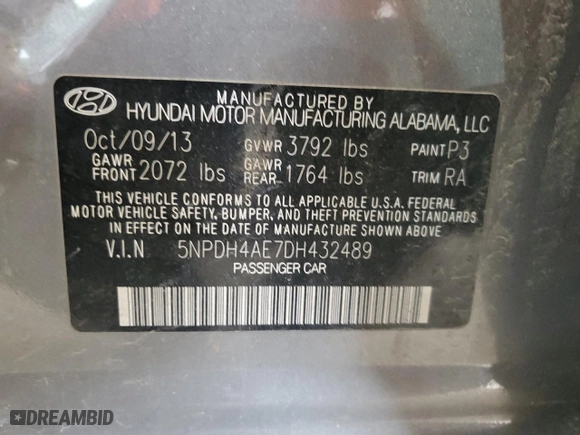 MANUFACTURED BY
HYUNDAI MOTOR MANUFACTURING ALABAMA, LLC
Oct/09/13 GVWR 3792 lbs PAINT P3
GAWR FRONT 2072 lbs GAWR REAR 1764 lbs TRIM RA
THIS VEHICLE CONFORMS TO ALL APPLICABLE U.S.A. FEDERAL
MOTOR VEHICLE SAFETY, BUMPER, AND THEFT PREVENTION STANDARDS
IN EFFECT ON THE DATE OF MANUFACTURE SHOWN ABOVE
V.I.N 5NPDH4AE7DH432489
PASSENGER CAR
DREAMBID